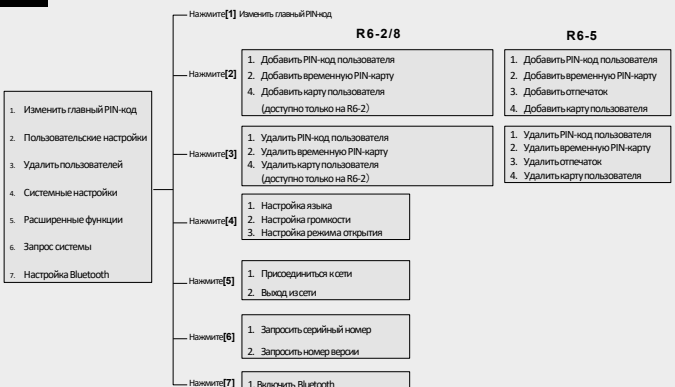 Нажмите[1] Изменить главный PIN-код
R6-2/8
R6-5
1. Изменить главный PIN-код
2. Пользовательские настройки
3. Удалить пользователей
4. Системные настройки
5. Расширенные функции
6. Запрос системы
7. Настройка Bluetooth
Нажмите[2]
1. Добавить PIN-код пользователя
2. Добавить временную PIN-карту
4. Добавить карту пользователя
(доступно только на R6-2)
1. Добавить PIN-код пользователя
2. Добавить временную PIN-карту
3. Добавить отпечаток
4. Добавить карту пользователя
Нажмите[3]
1. Удалить PIN-код пользователя
2. Удалить временную PIN-карту
4. Удалить карту пользователя
(доступно только на R6-2)
1. Удалить PIN-код пользователя
2. Удалить временную PIN-карту
3. Удалить отпечаток
4. Удалить карту пользователя
Нажмите[4]
1. Настройка языка
2. Настройка громкости
3. Настройка режима открытия
Нажмите[5]
1. Присоединиться к сети
2. Выход из сети
Нажмите[6]
1. Запросить серийный номер
2. Запросить номер версии
Нажмите[7]
1. Включить Bluetooth